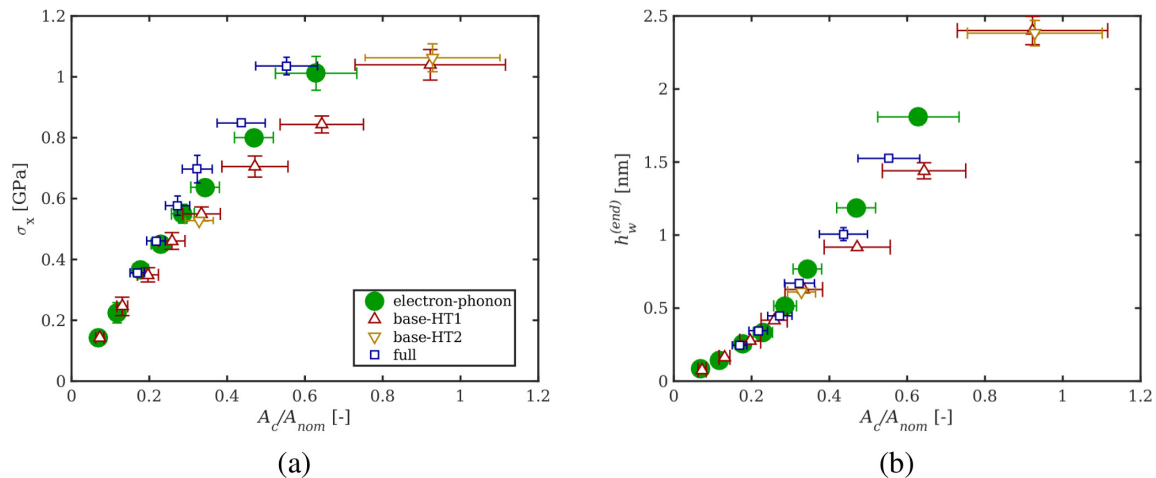 1.2
1
0.8
0.6
0.4
0.2
0
σx [GPa]
0
0.2
0.4
0.6
0.8
1
1.2
Ac/Anom [-]
electron-phonon
base-HT1
base-HT2
full
(a)
2.5
2
1.5
1
0.5
0
hw(end) [nm]
0
0.2
0.4
0.6
0.8
1
1.2
Ac/Anom [-]
(b)